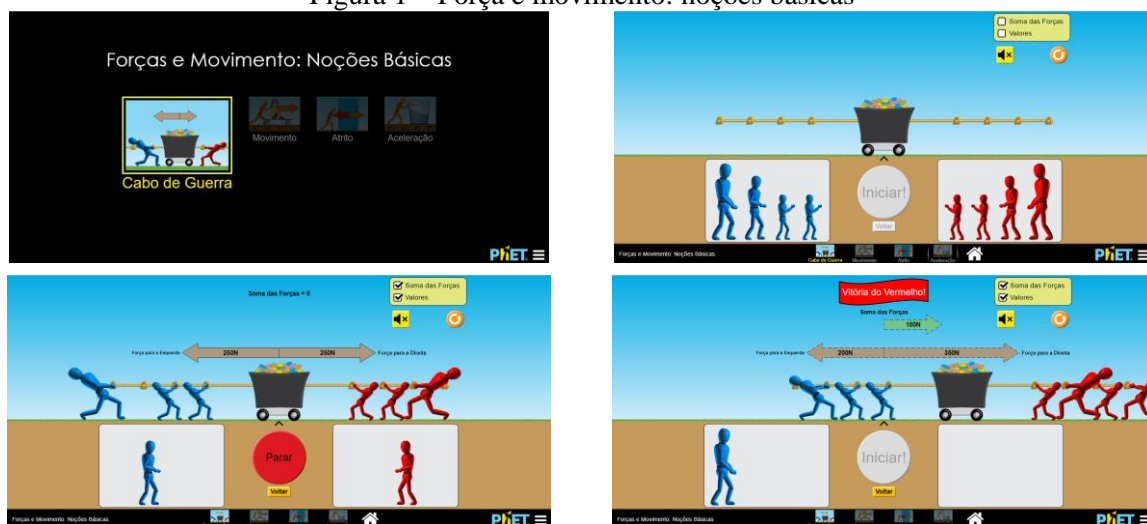 Figura 1 – Força e movimento: noções básicas
Forças e Movimento: Noções Básicas
Movimento
Atrito
Aceleração
Cabo de Guerra
PhET
Soma das Forças
Valores
Iniciar!
Voltar
Forças e Movimento: Noções Básicas
Cabo de Guerra
Movimento
Atrito
Aceleração
PhET
Soma das Forças = 0
Soma das Forças
Valores
Força para a Esquerda
250N
250N
Força para a Direita
Parar
Voltar
Forças e Movimento: Noções Básicas
PhET
Vitória do Vermelho!
Soma das Forças
150N
Soma das Forças
Valores
Força para a Esquerda
200N
350N
Força para a Direita
Iniciar!
Voltar
Forças e Movimento: Noções Básicas
PhET